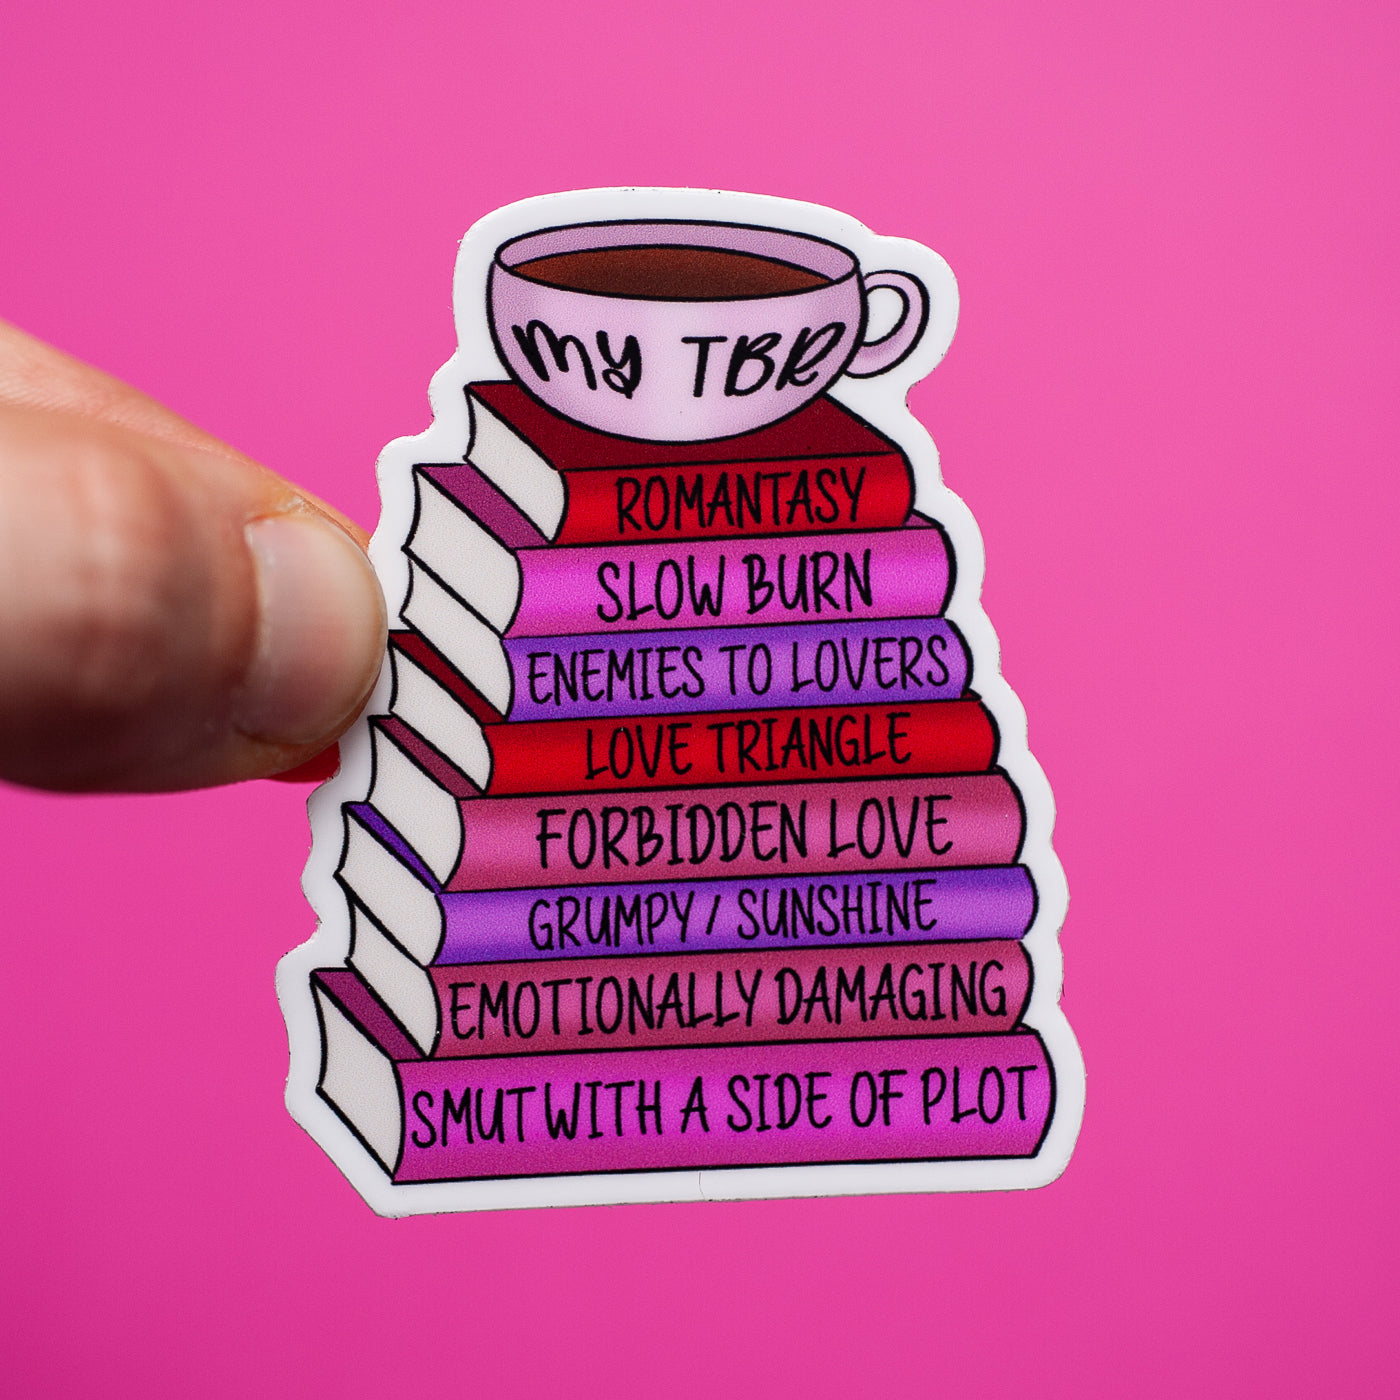 My TBR
ROMANTASY
SLOW BURN
ENEMIES TO LOVERS
LOVE TRIANGLE
FORBIDDEN LOVE
GRUMPY / SUNSHINE
EMOTIONALLY DAMAGING
SMUT WITH A SIDE OF PLOT